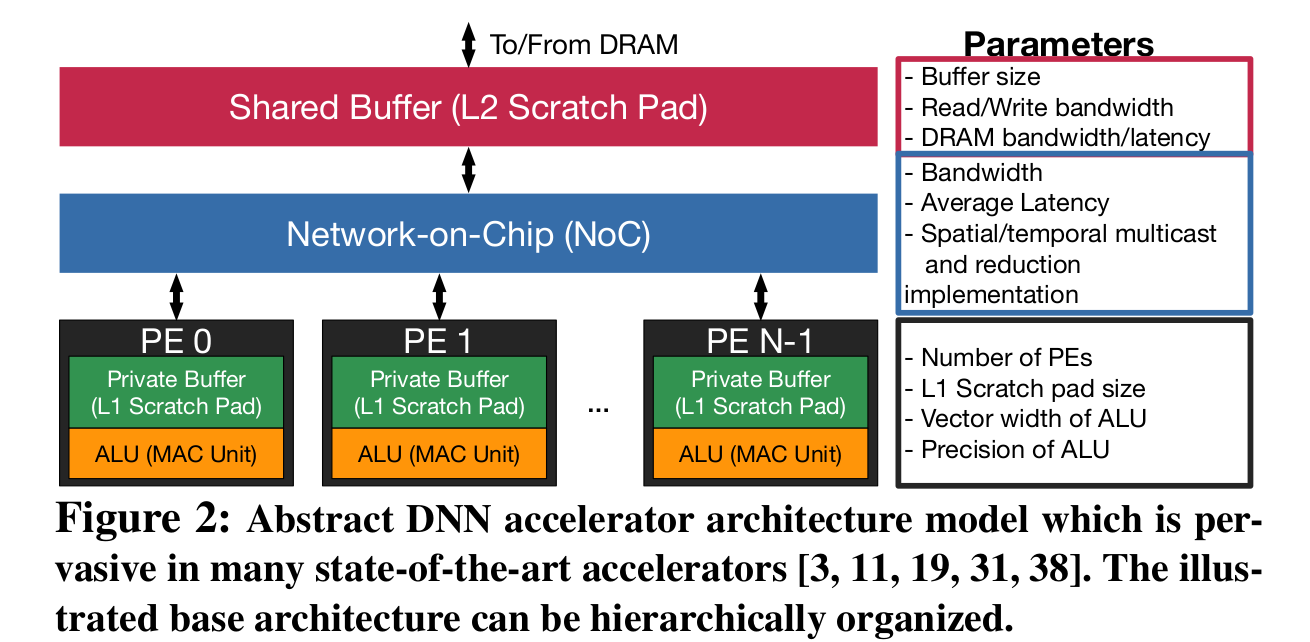 To/From DRAM
Shared Buffer (L2 Scratch Pad)
Network-on-Chip (NoC)
PE 0
Private Buffer
(L1 Scratch Pad)
ALU (MAC Unit)
PE 1
Private Buffer
(L1 Scratch Pad)
ALU (MAC Unit)
...
PE N-1
Private Buffer
(L1 Scratch Pad)
ALU (MAC Unit)
Parameters
- Buffer size
- Read/Write bandwidth
- DRAM bandwidth/latency
- Bandwidth
- Average Latency
- Spatial/temporal multicast
and reduction
implementation
- Number of PEs
- L1 Scratch pad size
- Vector width of ALU
- Precision of ALU
Figure 2: Abstract DNN accelerator architecture model which is per-
vasive in many state-of-the-art accelerators [3, 11, 19, 31, 38]. The illus-
trated base architecture can be hierarchically organized.